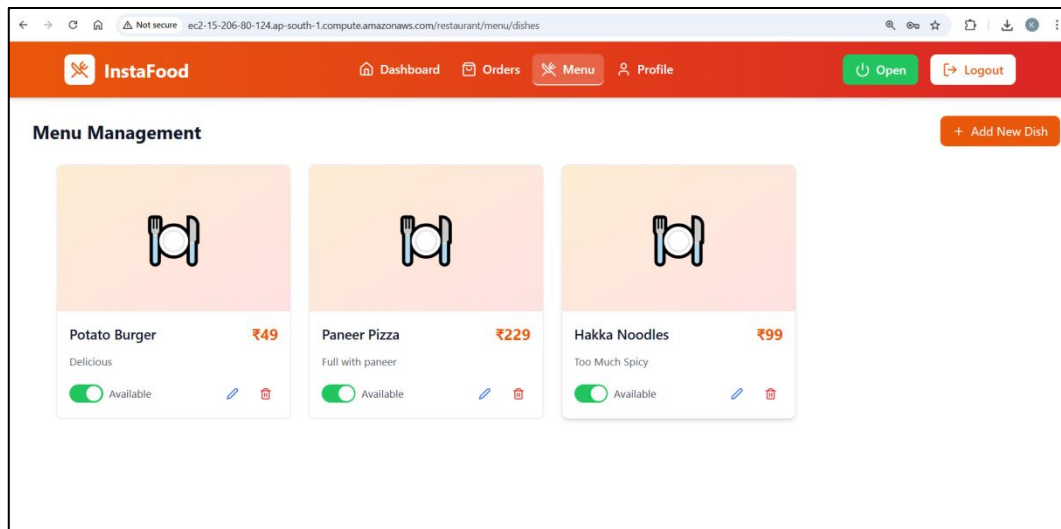 Not secure ec2-15-206-80-124.ap-south-1.compute.amazonaws.com/restaurant/menu/dishes K
InstaFood Dashboard Orders Menu Profile Open Logout
Menu Management + Add New Dish
Potato Burger ₹49 Paneer Pizza ₹229 Hakka Noodles ₹99
Delicious Full with paneer Too Much Spicy
Available Available Available